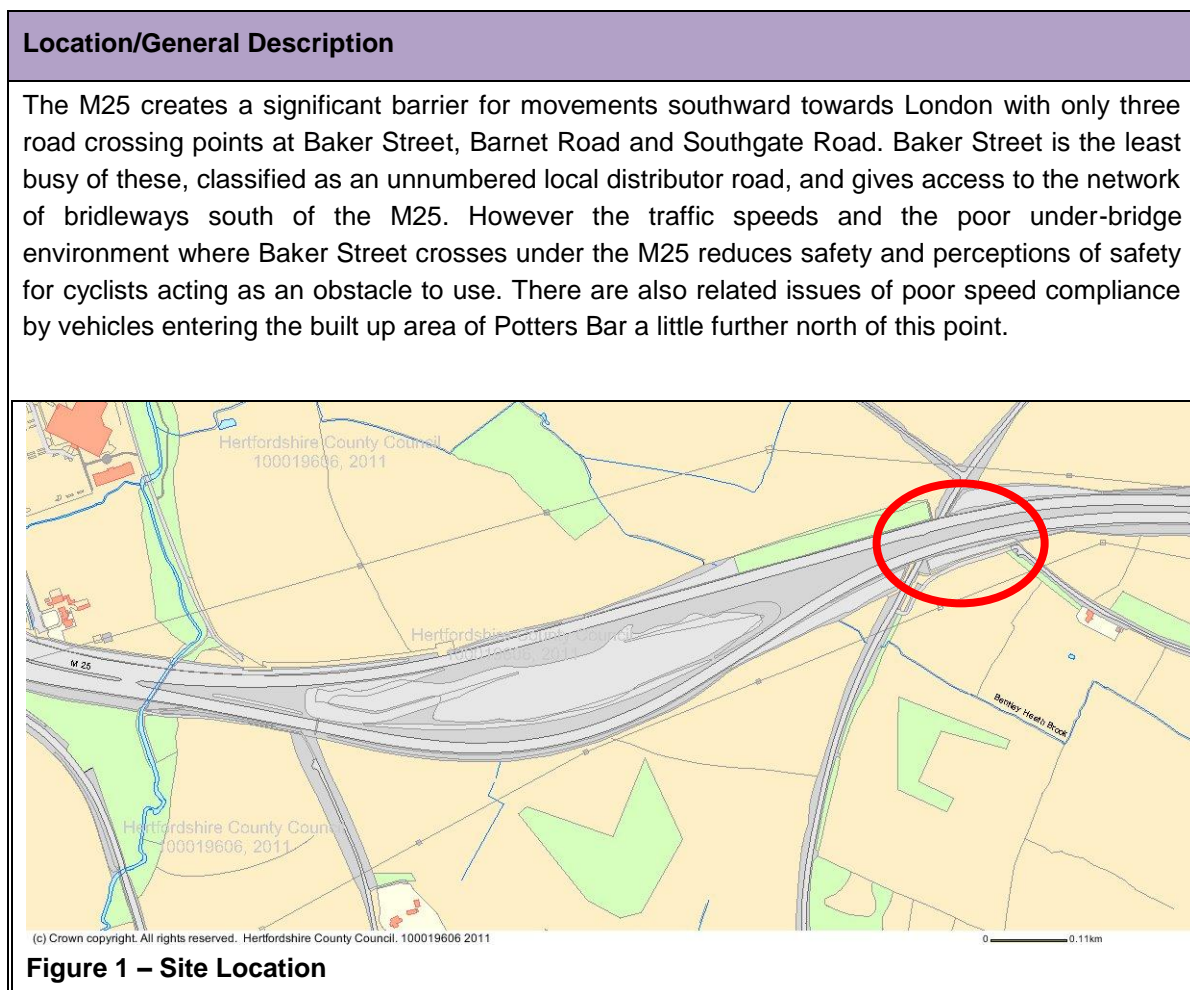 Location/General Description
The M25 creates a significant barrier for movements southward towards London with only three
road crossing points at Baker Street, Barnet Road and Southgate Road. Baker Street is the least
busy of these, classified as an unnumbered local distributor road, and gives access to the network
of bridleways south of the M25. However the traffic speeds and the poor under-bridge
environment where Baker Street crosses under the M25 reduces safety and perceptions of safety
for cyclists acting as an obstacle to use. There are also related issues of poor speed compliance
by vehicles entering the built up area of Potters Bar a little further north of this point.
Hertfordshire County Council
100019606, 2011
Hertfordshire County Council
100019606, 2011
M 25
Bentley Heath Brook
Hertfordshire County Council
100019606, 2011
(c) Crown copyright. All rights reserved. Hertfordshire County Council. 100019606 2011
0 0.11km
Figure 1 – Site Location